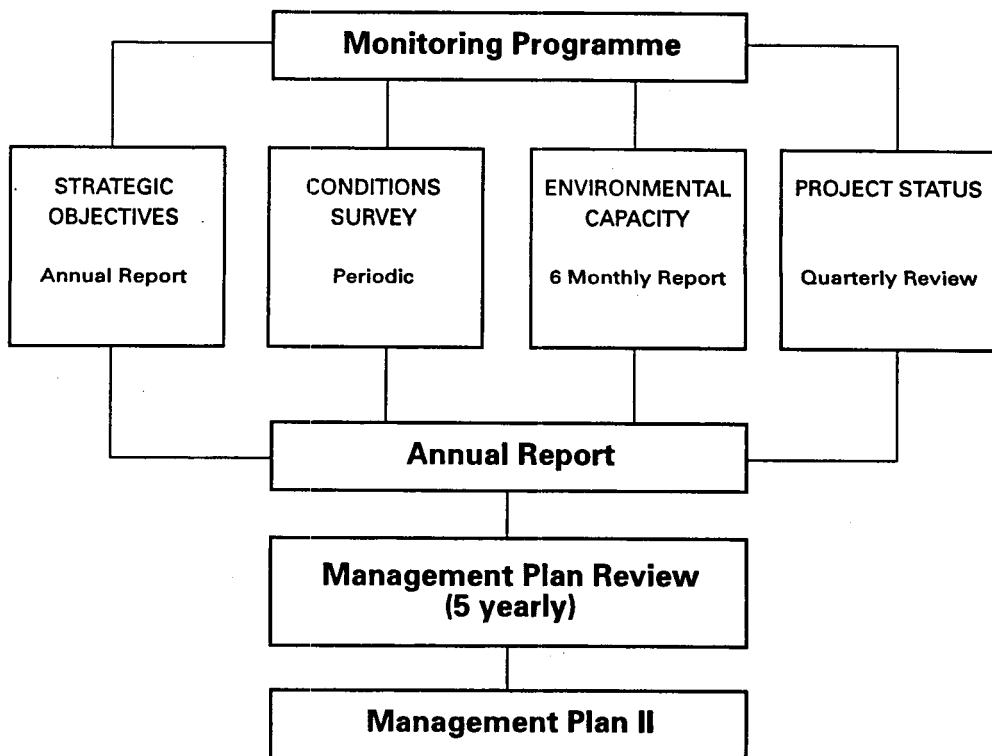 Monitoring Programme
STRATEGIC
OBJECTIVES
Annual Report
CONDITIONS
SURVEY
Periodic
ENVIRONMENTAL
CAPACITY
6 Monthly Report
PROJECT STATUS
Quarterly Review
Annual Report
Management Plan Review
(5 yearly)
Management Plan II